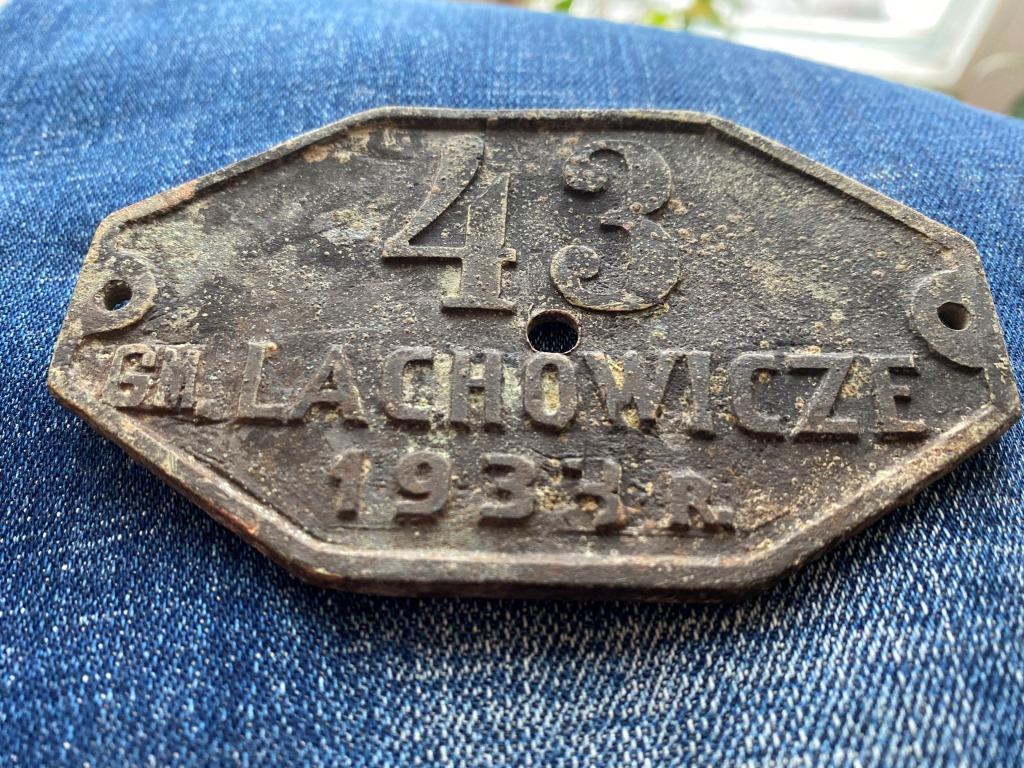 43
GM. LACHOWICZE
1933 R.